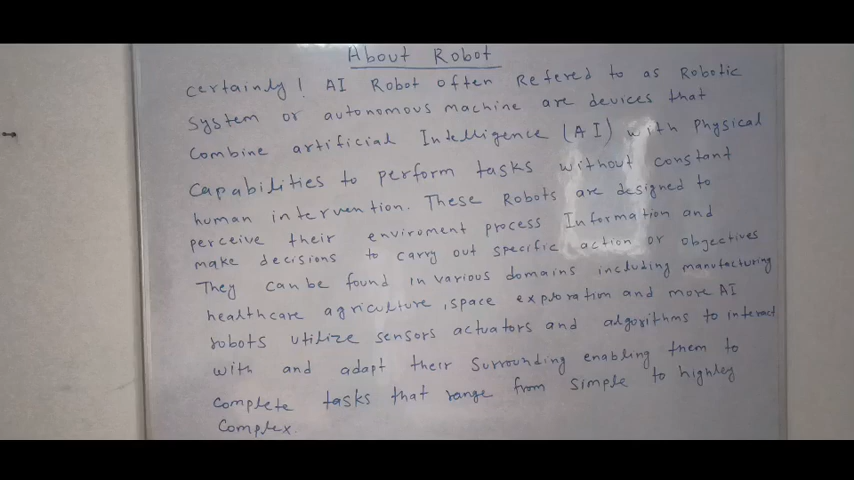 About Robot
Certainly! AI Robot often Refered to as Robotic
System or autonomous machine are devices that
Combine artificial Intelligence (AI) with Physical
Capabilities to perform tasks without constant
human intervention. These Robots are designed to
perceive their enviroment process Information and
make decisions to carry out specific action or objectives
They can be found in various domains including manufacturing
healthcare agriculture, space exploration and more AI
robots utilize sensors actuators and algorithms to interact
with and adapt their Surrounding enabling them to
complete tasks that range from simple to highley
Complex.